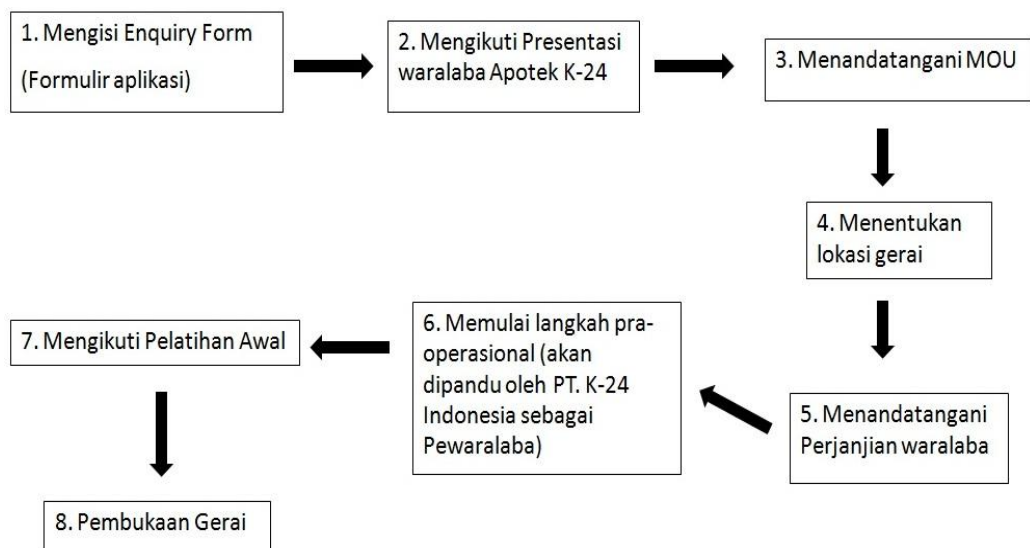 1. Mengisi Enquiry Form
(Formulir aplikasi)
2. Mengikuti Presentasi
waralaba Apotek K-24
3. Menandatangani MOU
4. Menentukan
lokasi gerai
5. Menandatangani
Perjanjian waralaba
6. Memulai langkah pra-
operasional (akan
dipandu oleh PT. K-24
Indonesia sebagai
Pewaralaba)
7. Mengikuti Pelatihan Awal
8. Pembukaan Gerai